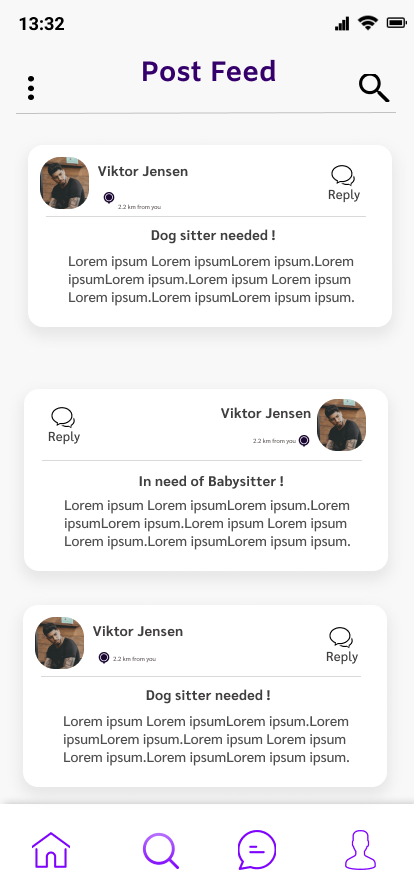 13:32
Post Feed
Viktor Jensen
2.2 km from you
Reply
Dog sitter needed !
Lorem ipsum Lorem ipsumLorem ipsum.Lorem
ipsumLorem ipsum.Lorem ipsum Lorem ipsum
Lorem ipsum.Lorem ipsumLorem ipsum ipsum.
Reply
Viktor Jensen
2.2 km from you
In need of Babysitter !
Lorem ipsum Lorem ipsumLorem ipsum.Lorem
ipsumLorem ipsum.Lorem ipsum Lorem ipsum
Lorem ipsum.Lorem ipsumLorem ipsum ipsum.
Viktor Jensen
2.2 km from you
Reply
Dog sitter needed !
Lorem ipsum Lorem ipsumLorem ipsum.Lorem
ipsumLorem ipsum.Lorem ipsum Lorem ipsum
Lorem ipsum.Lorem ipsumLorem ipsum ipsum.